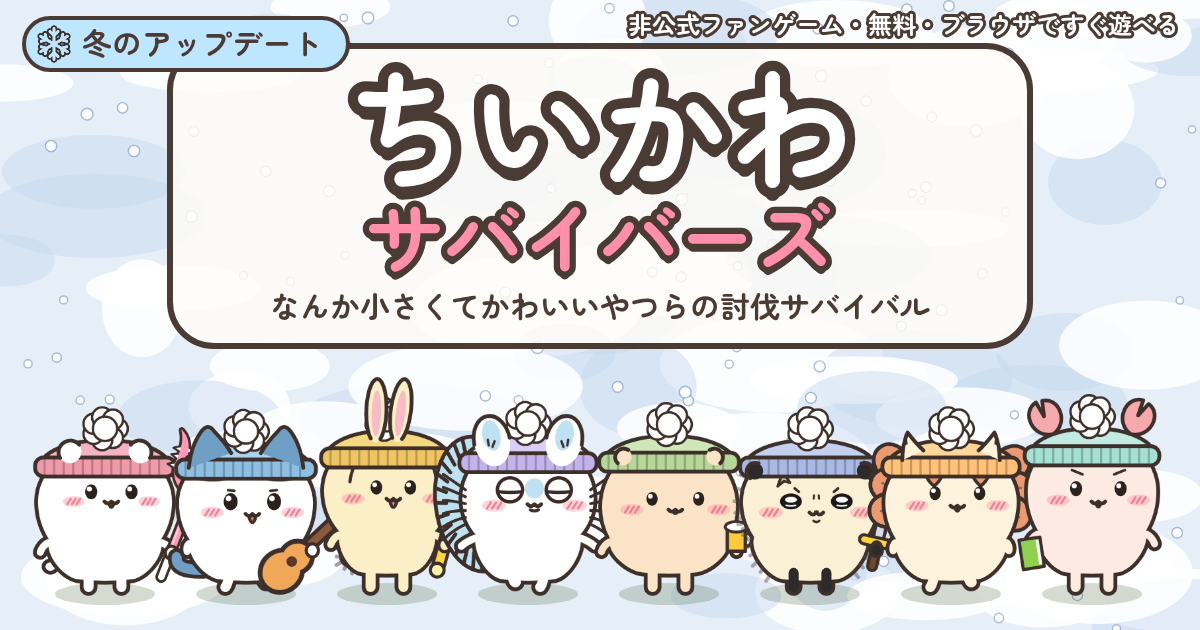 非公式ファンゲーム・無料・ブラウザですぐ遊べる
冬のアップデート
ちいかわ
サバイバーズ
なんか小さくてかわいいやつらの討伐サバイバル